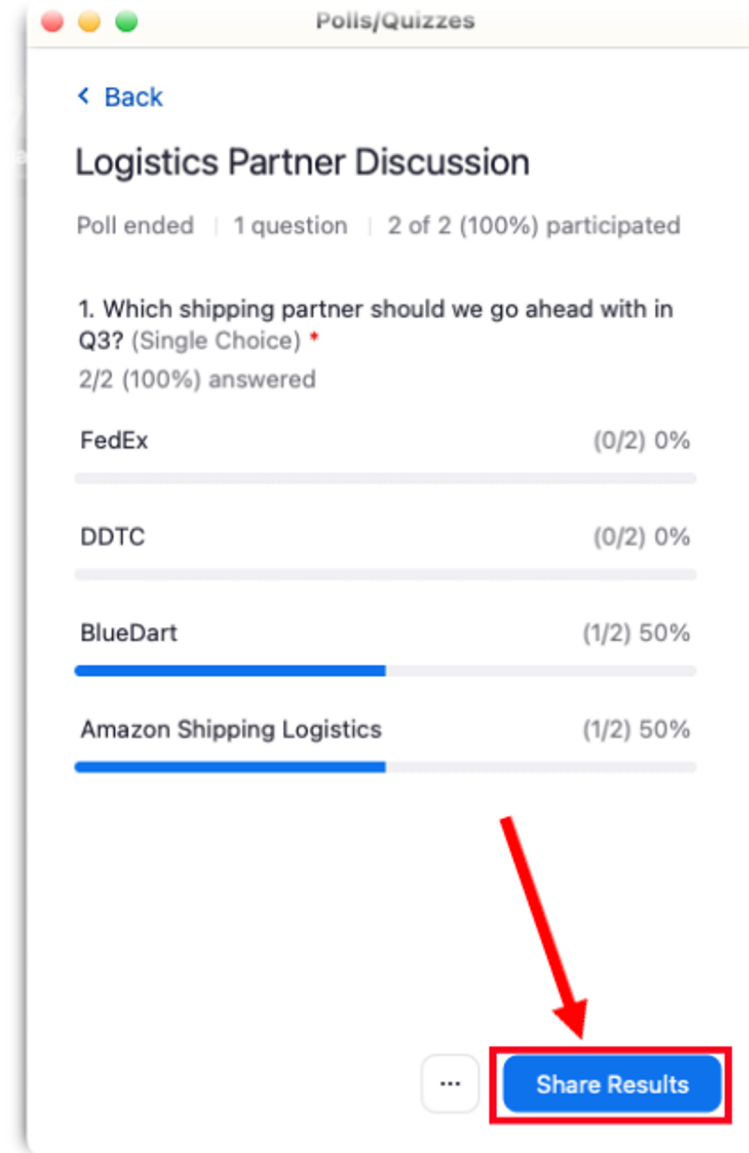 Polls/Quizzes
Back
Logistics Partner Discussion
Poll ended | 1 question | 2 of 2 (100%) participated
1. Which shipping partner should we go ahead with in
Q3? (Single Choice) *
2/2 (100%) answered
FedEx (0/2) 0%
DDTC (0/2) 0%
BlueDart (1/2) 50%
Amazon Shipping Logistics (1/2) 50%
... Share Results